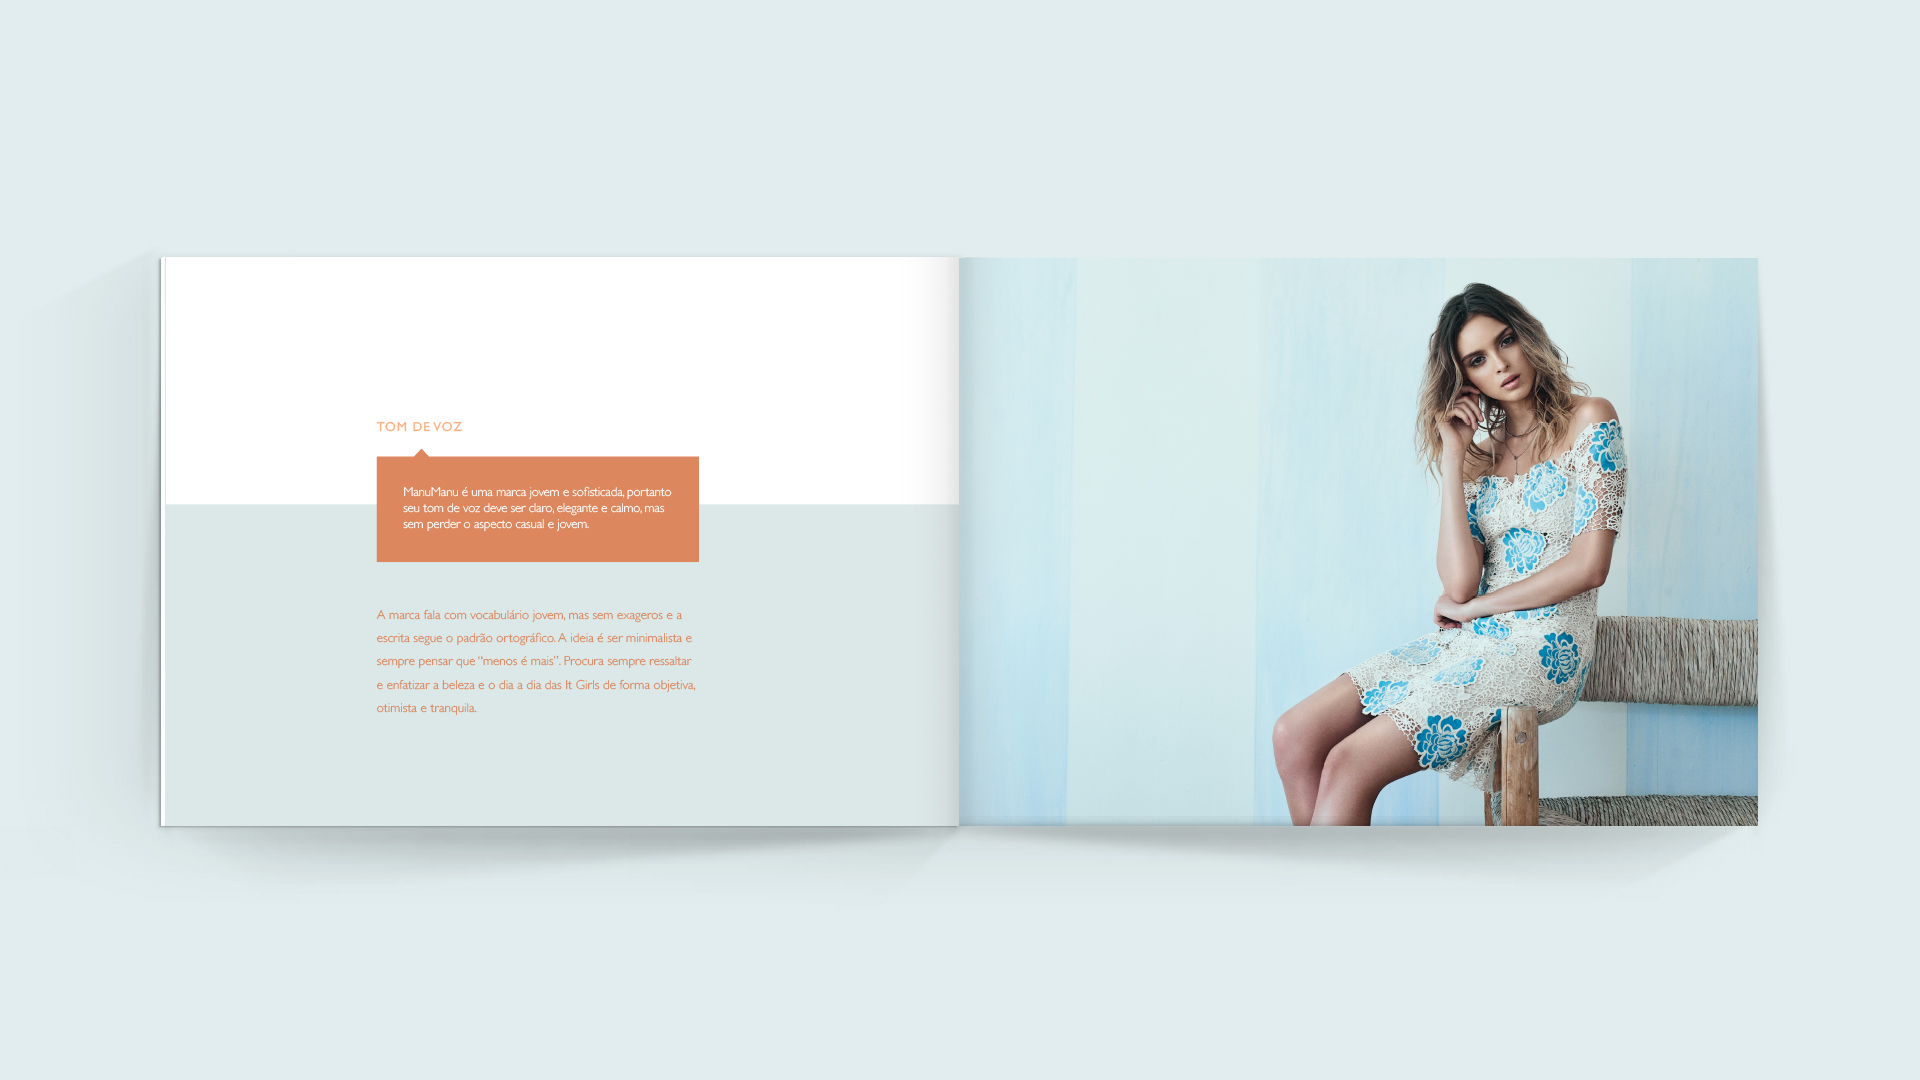 TOM DE VOZ
ManuManu é uma marca jovem e sofisticada, portanto
seu tom de voz deve ser claro, elegante e calmo, mas
sem perder o aspecto casual e jovem.
A marca fala com vocabulário jovem, mas sem exageros e a
escrita segue o padrão ortográfico. A ideia é ser minimalista e
sempre pensar que “menos é mais”. Procura sempre ressaltar
e enfatizar a beleza e o dia a dia das It Girls de forma objetiva,
otimista e tranquila.